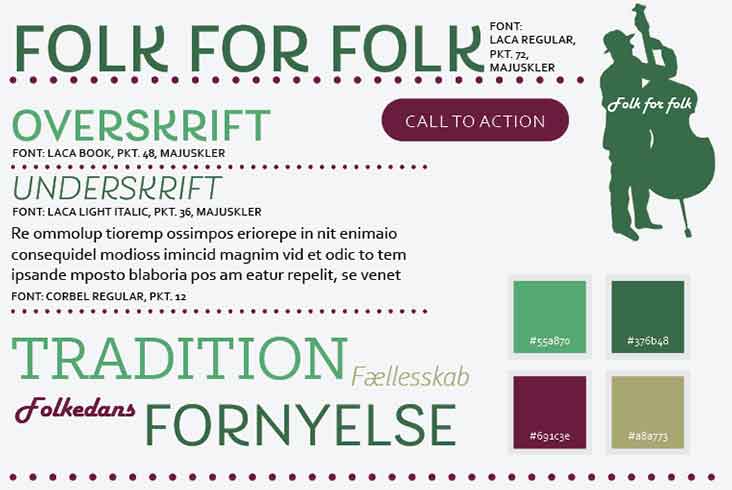 FOLK FOR FOLK
FONT:
LACA REGULAR,
PKT. 72,
MAJUSKLER
Folk for folk
OVERSKRIFT
FONT: LACA BOOK, PKT. 48, MAJUSKLER
CALL TO ACTION
UNDERSKRIFT
FONT: LACA LIGHT ITALIC, PKT. 36, MAJUSKLER
Re ommolup tioremp ossimpos eriorepe in nit enimaio
consequidel modioss imincid magnim vid et odic to tem
ipsande mposto blaboria pos am eatur repelit, se venet
FONT: CORBEL REGULAR, PKT. 12
TRADITION
Fællesskab
Folkedans
FORNYELSE
#55a870
#376b48
#691c3e
#a8a773